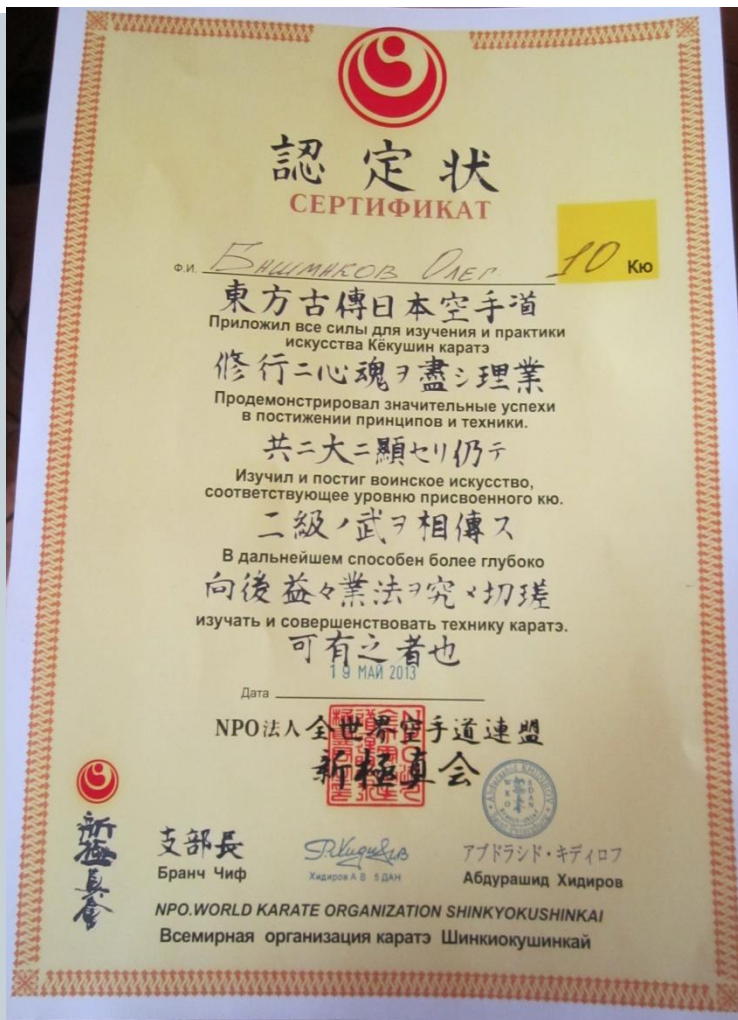 認定状
СЕРТИФИКАТ
Ф.И. Башмаков Олег 10 Кю
東方古傳日本空手道
Приложил все силы для изучения и практики
искусства Кёкушин каратэ
修行ニ心魂ヲ盡シ理業
Продемонстрировал значительные успехи
в постижении принципов и техники.
共ニ大ニ顯セリ仍テ
Изучил и постиг воинское искусство,
соответствующее уровню присвоенного кю.
二級ノ武ヲ相傳ス
В дальнейшем способен более глубоко
向後益々業法ヲ究メ切瑳
изучать и совершенствовать технику каратэ.
可有之者也
19 МАЙ 2013
Дата
NPO法人 全世界空手道連盟
新極真会
新極真會
支部長
Бранч Чиф
Хидиров А В 5 ДАН
アブドラシド・キディロフ
Абдурашид Хидиров
NPO.WORLD KARATE ORGANIZATION SHINKYOKUSHINKAI
Всемирная организация каратэ Шинкиокушинкай